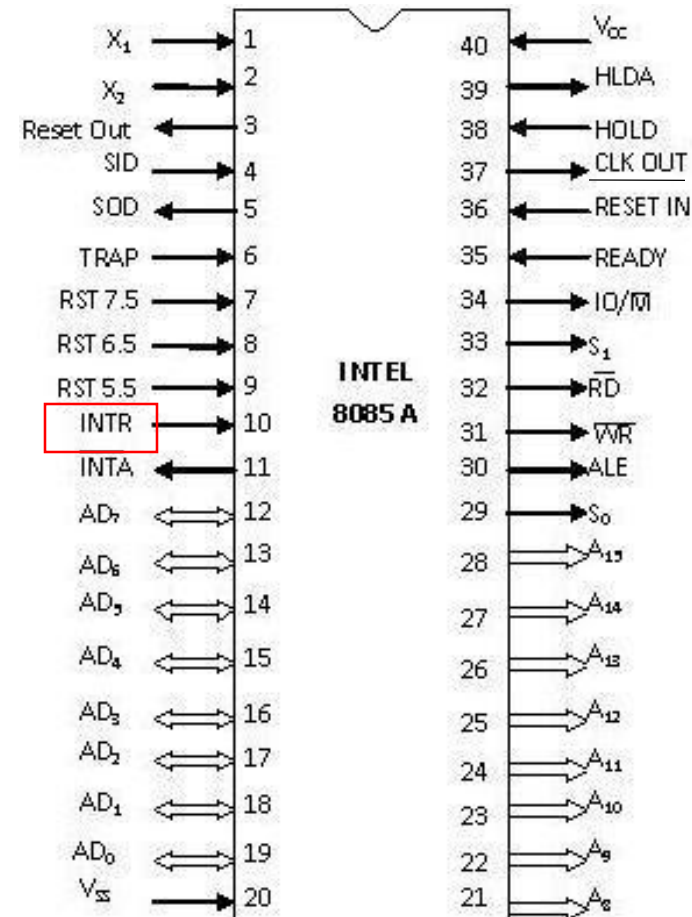 X₁ 1 40 Vcc
X₂ 2 39 HLDA
Reset Out 3 38 HOLD
SID 4 37 CLK OUT
SOD 5 36 RESET IN
TRAP 6 35 READY
RST 7.5 7 34 IO/M̅
RST 6.5 8 33 S₁
RST 5.5 9 32 R̅D̅
INTR 10 31 W̅R̅
INTA 11 30 ALE
INTEL
8085 A
AD₇ 12 29 S₀
AD₆ 13 28 A₁₅
AD₅ 14 27 A₁₄
AD₄ 15 26 A₁₃
AD₃ 16 25 A₁₂
AD₂ 17 24 A₁₁
AD₁ 18 23 A₁₀
AD₀ 19 22 A₉
Vss 20 21 A₈